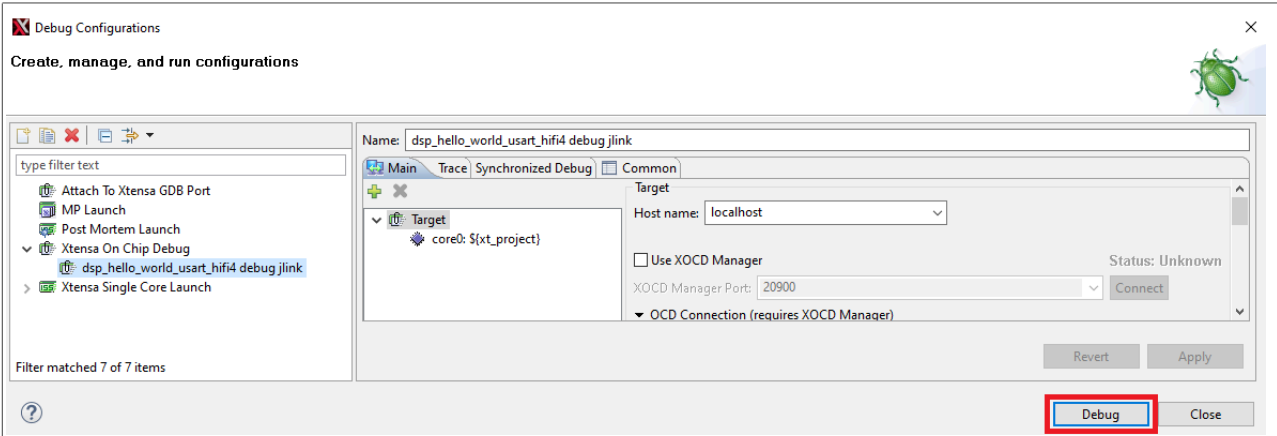 Debug Configurations
Create, manage, and run configurations
type filter text
Attach To Xtensa GDB Port
MP Launch
Post Mortem Launch
Xtensa On Chip Debug
dsp_hello_world_usart_hifi4 debug jlink
Xtensa Single Core Launch
Filter matched 7 of 7 items
Name: dsp_hello_world_usart_hifi4 debug jlink
Main Trace Synchronized Debug Common
Target
core0: ${xt_project}
Target
Host name: localhost
Use XOCD Manager Status: Unknown
XOCD Manager Port: 20900 Connect
OCD Connection (requires XOCD Manager)
Revert Apply
Debug Close